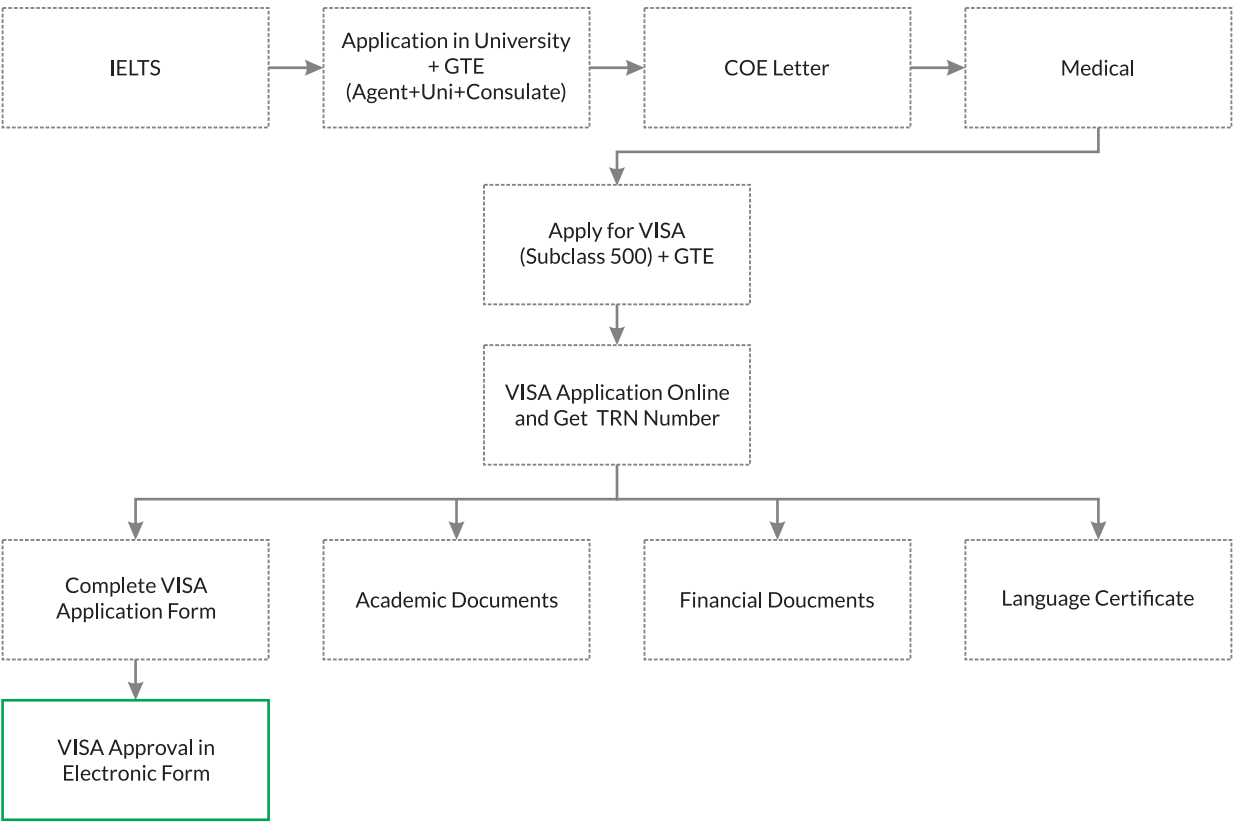 IELTS
Application in University
+ GTE
(Agent+Uni+Consulate)
COE Letter
Medical
Apply for VISA
(Subclass 500) + GTE
VISA Application Online
and Get TRN Number
Complete VISA
Application Form
Academic Documents
Financial Doucments
Language Certificate
VISA Approval in
Electronic Form